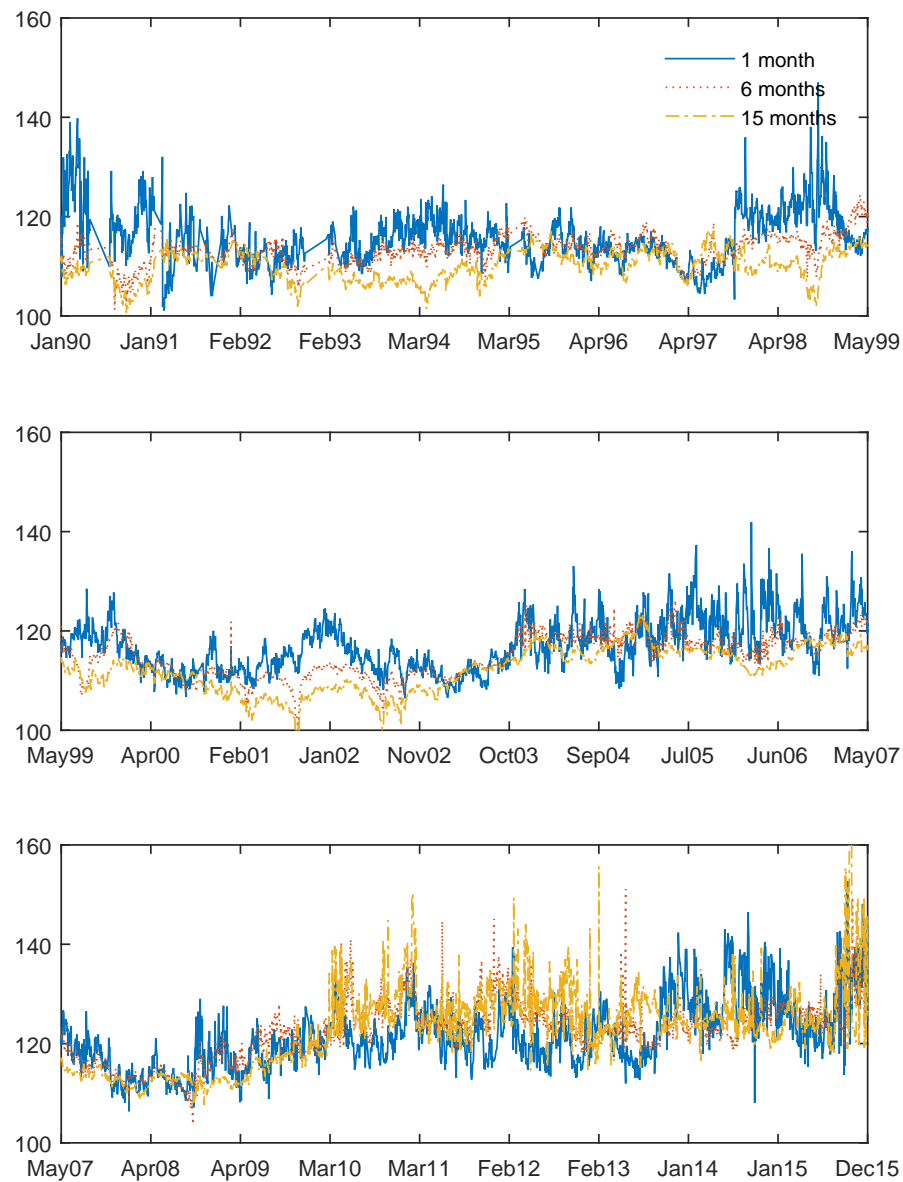 160
1 month
6 months
140
15 months
120
100
Jan90 Jan91 Feb92 Feb93 Mar94 Mar95 Apr96 Apr97 Apr98 May99
160
140
120
100
May99 Apr00 Feb01 Jan02 Nov02 Oct03 Sep04 Jul05 Jun06 May07
160
140
120
100
May07 Apr08 Apr09 Mar10 Mar11 Feb12 Feb13 Jan14 Jan15 Dec15